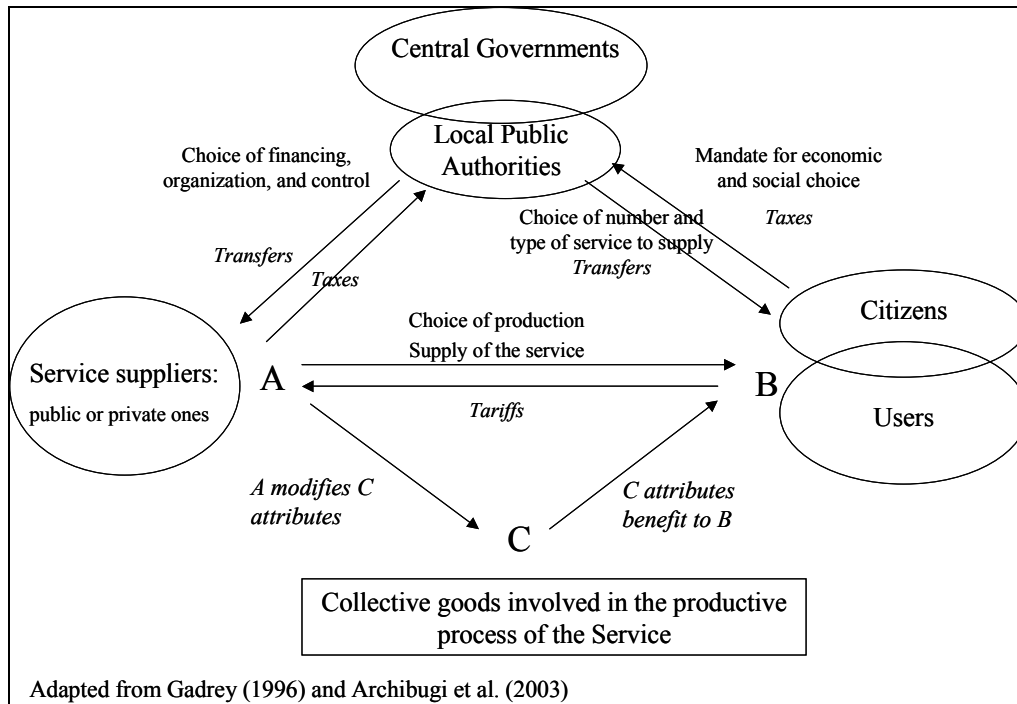 Central Governments
Local Public
Authorities
Choice of financing,
organization, and control
Mandate for economic
and social choice
Taxes
Choice of number and
type of service to supply
Transfers
Transfers
Taxes
Citizens
Choice of production
Supply of the service
Service suppliers:
public or private ones
A
B
Tariffs
Users
A modifies C
attributes
C attributes
benefit to B
C
Collective goods involved in the productive
process of the Service
Adapted from Gadrey (1996) and Archibugi et al. (2003)